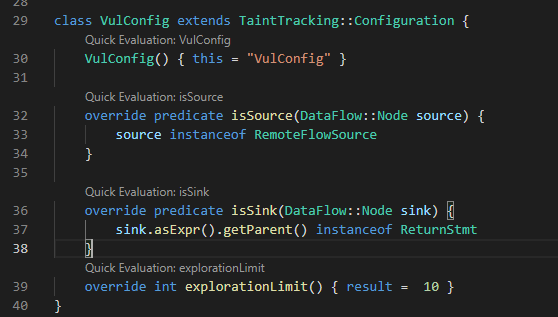 28
29 class VulConfig extends TaintTracking::Configuration {
Quick Evaluation: VulConfig
30 VulConfig() { this = "VulConfig" }
31
Quick Evaluation: isSource
32 override predicate isSource(DataFlow::Node source) {
33 source instanceof RemoteFlowSource
34 }
35
Quick Evaluation: isSink
36 override predicate isSink(DataFlow::Node sink) {
37 sink.asExpr().getParent() instanceof ReturnStmt
38 }
Quick Evaluation: explorationLimit
39 override int explorationLimit() { result =  10 }
40 }